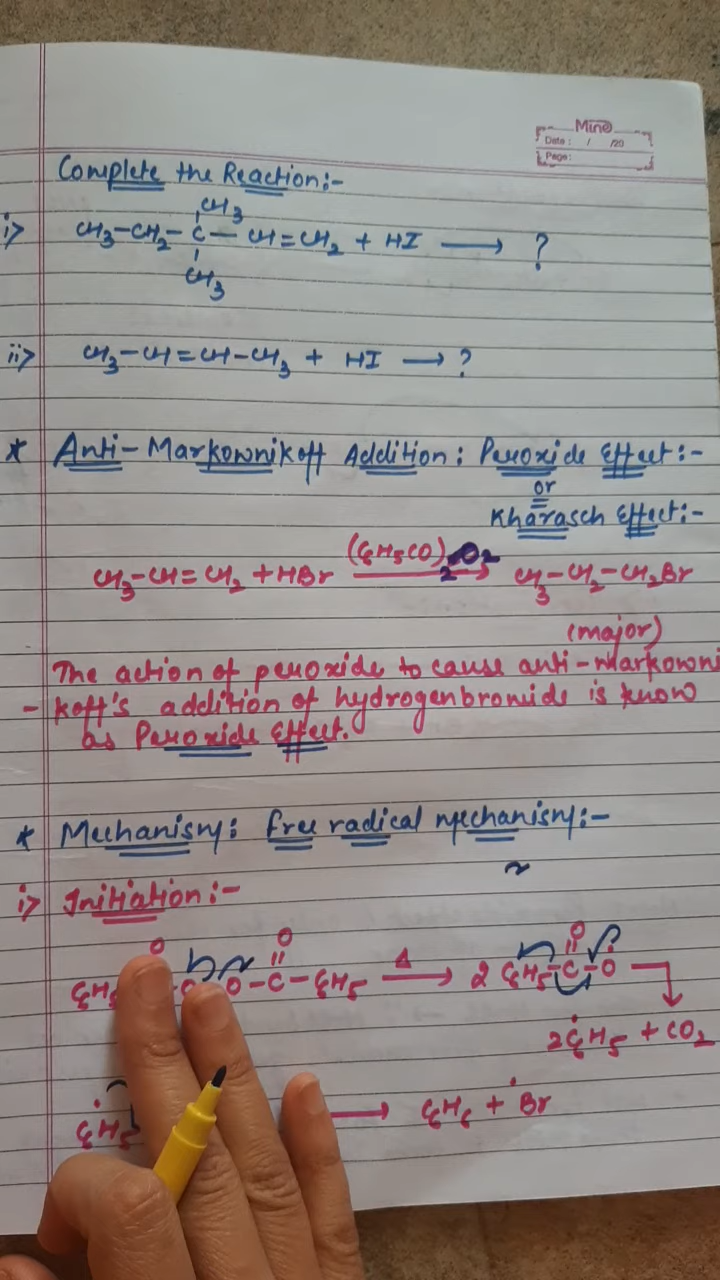 Mine
Date : / /20
Page:
Complete the Reaction:-
CH3
i> CH3-CH2-C-CH=CH2 + HI ⟶ ?
CH3
ii> CH3-CH=CH-CH3 + HI ⟶ ?
* Anti-Markownikoff Addition: Peroxide Effect:-
or
Kharasch Effect:-
(C6H5CO)2O2
CH3-CH=CH2 + HBr ⟶ CH3-CH2-CH2Br
(major)
The action of peroxide to cause anti-markowni
- koff's addition of hydrogenbromide is know
as Peroxide Effect.
* Mechanism: free radical mechanism:-
i> Initiation:-
O O O
C6H5 O-O-C-C6H5 Δ⟶ 2 C6H5-C-O
2Ċ6H5 + CO2
Ċ6H5 ⟶ C6H6 + Ḃr